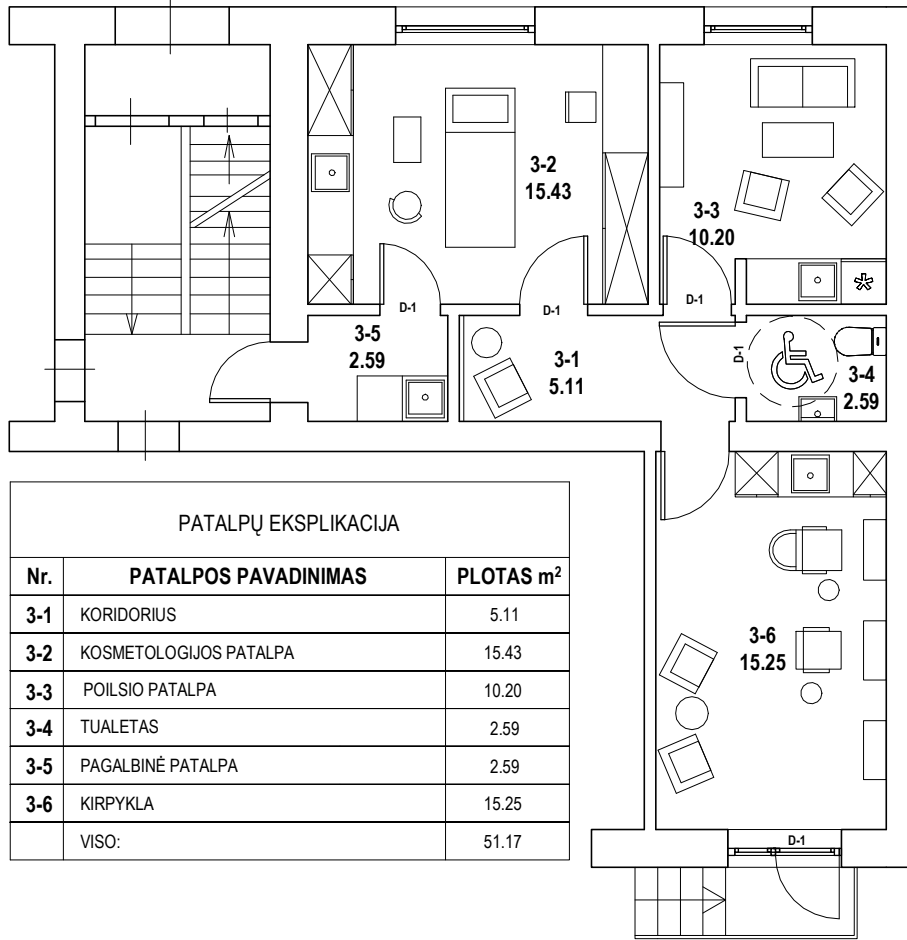 3-2
15.43
3-3
10.20
D-1
D-1
D-1
D-1
3-5
2.59
3-1
5.11
3-4
2.59
PATALPŲ EKSPLIKACIJA
Nr. PATALPOS PAVADINIMAS PLOTAS m²
3-1 KORIDORIUS 5.11
3-2 KOSMETOLOGIJOS PATALPA 15.43
3-3 POILSIO PATALPA 10.20
3-4 TUALETAS 2.59
3-5 PAGALBINĖ PATALPA 2.59
3-6 KIRPYKLA 15.25
VISO: 51.17
3-6
15.25
D-1